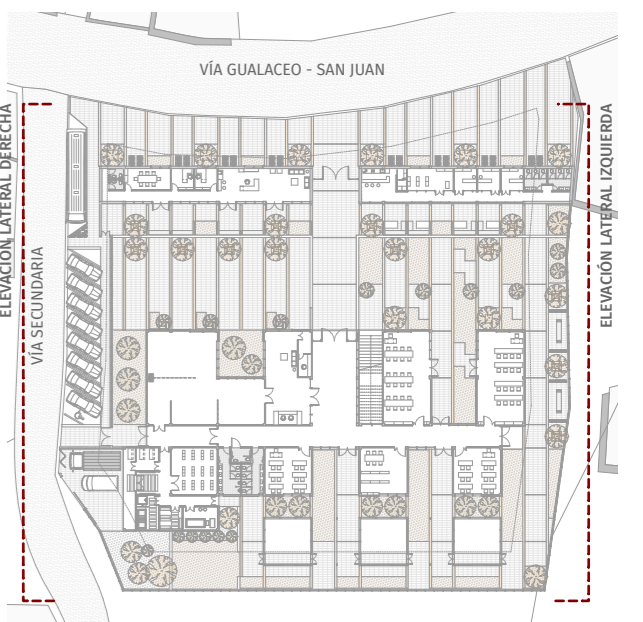 VÍA GUALACEO - SAN JUAN
ELEVACIÓN LATERAL DERECHA
VÍA SECUNDARIA
ELEVACIÓN LATERAL IZQUIERDA